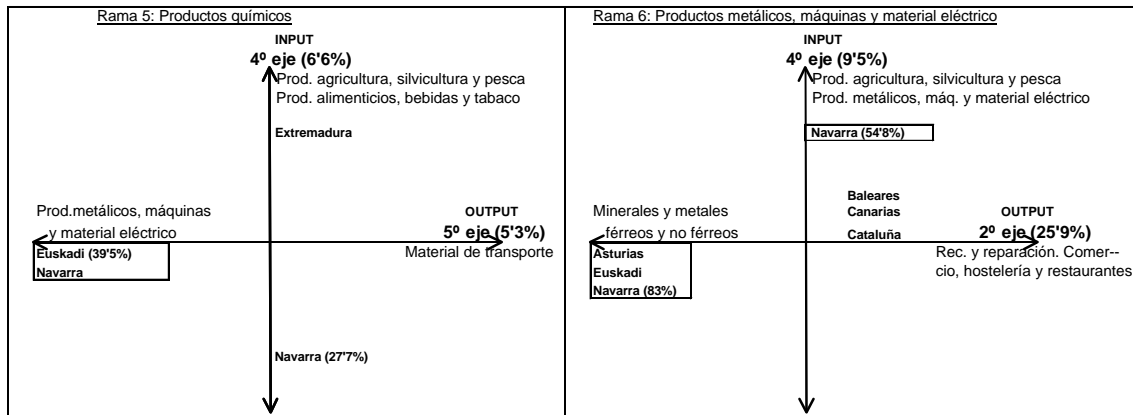 Rama 5: Productos químicos
INPUT
4º eje (6'6%)
Prod. agricultura, silvicultura y pesca
Prod. alimenticios, bebidas y tabaco
Extremadura
Prod.metálicos, máquinas
y material eléctrico
OUTPUT
5º eje (5'3%)
Material de transporte
Euskadi (39'5%)
Navarra
Navarra (27'7%)
Rama 6: Productos metálicos, máquinas y material eléctrico
INPUT
4º eje (9'5%)
Prod. agricultura, silvicultura y pesca
Prod. metálicos, máq. y material eléctrico
Navarra (54'8%)
Baleares
Canarias
Cataluña
Minerales y metales
férreos y no férreos
OUTPUT
2º eje (25'9%)
Rec. y reparación. Comer--
cio, hostelería y restaurantes
Asturias
Euskadi
Navarra (83%)